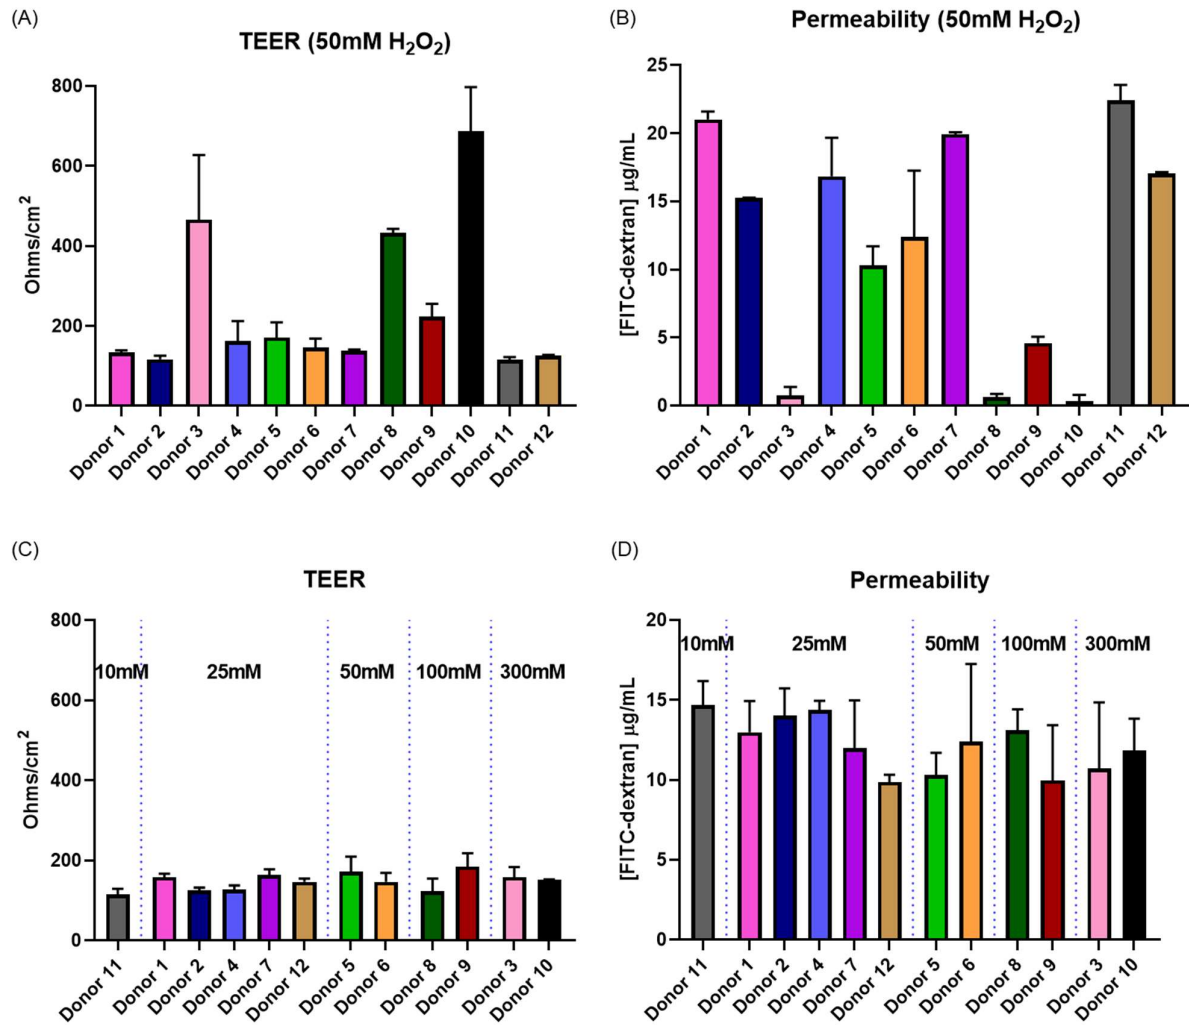 (A)
TEER (50mM H₂O₂)
Ohms/cm²
800
600
400
200
0
Donor 1
Donor 2
Donor 3
Donor 4
Donor 5
Donor 6
Donor 7
Donor 8
Donor 9
Donor 10
Donor 11
Donor 12
(B)
Permeability (50mM H₂O₂)
[FITC-dextran] µg/mL
25
20
15
10
5
0
Donor 1
Donor 2
Donor 3
Donor 4
Donor 5
Donor 6
Donor 7
Donor 8
Donor 9
Donor 10
Donor 11
Donor 12
(C)
TEER
Ohms/cm²
800
600
400
200
0
10mM
25mM
50mM
100mM
300mM
Donor 11
Donor 1
Donor 2
Donor 4
Donor 7
Donor 12
Donor 5
Donor 6
Donor 8
Donor 9
Donor 3
Donor 10
(D)
Permeability
[FITC-dextran] µg/mL
20
15
10
5
0
10mM
25mM
50mM
100mM
300mM
Donor 11
Donor 1
Donor 2
Donor 4
Donor 7
Donor 12
Donor 5
Donor 6
Donor 8
Donor 9
Donor 3
Donor 10